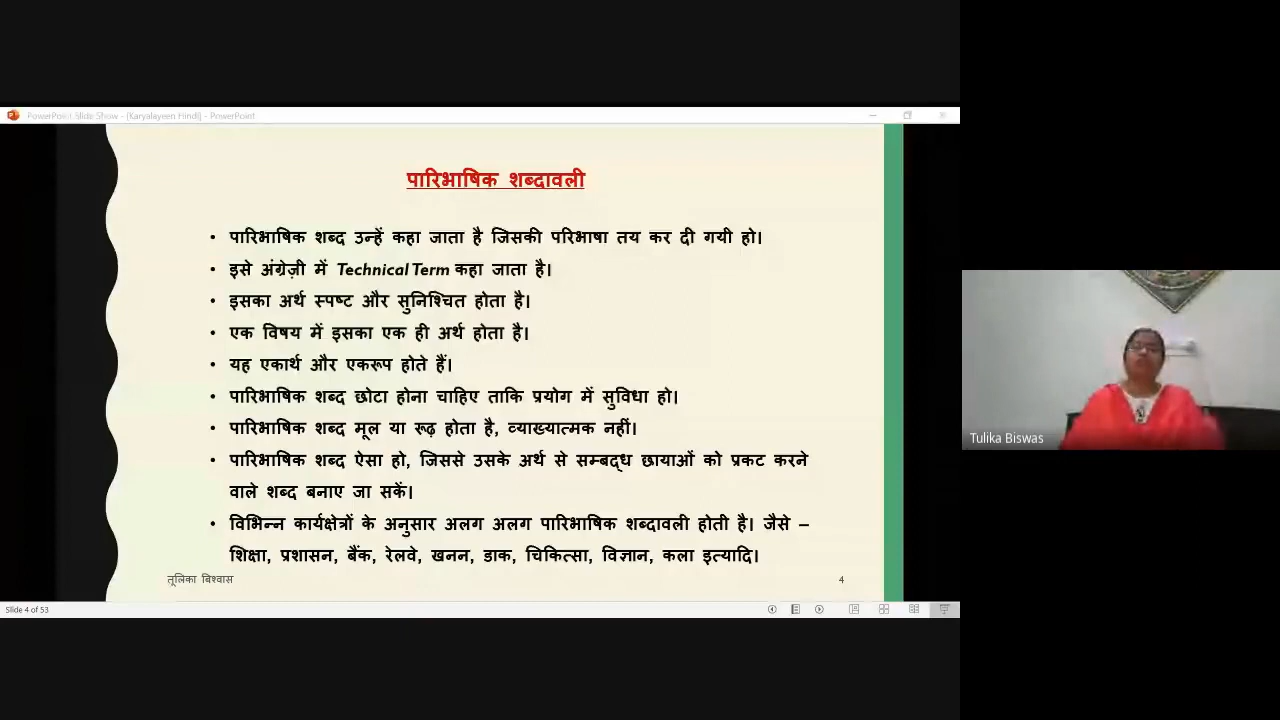 PowerPoint Slide Show - [Karyalayeen Hindi] - PowerPoint
पारिभाषिक शब्दावली
• पारिभाषिक शब्द उन्हें कहा जाता है जिसकी परिभाषा तय कर दी गयी हो।
• इसे अंग्रेज़ी में Technical Term कहा जाता है।
• इसका अर्थ स्पष्ट और सुनिश्चित होता है।
• एक विषय में इसका एक ही अर्थ होता है।
• यह एकार्थ और एकरूप होते हैं।
• पारिभाषिक शब्द छोटा होना चाहिए ताकि प्रयोग में सुविधा हो।
• पारिभाषिक शब्द मूल या रूढ़ होता है, व्याख्यात्मक नहीं।
• पारिभाषिक शब्द ऐसा हो, जिससे उसके अर्थ से सम्बद्ध छायाओं को प्रकट करने
वाले शब्द बनाए जा सकें।
• विभिन्न कार्यक्षेत्रों के अनुसार अलग अलग पारिभाषिक शब्दावली होती है। जैसे –
शिक्षा, प्रशासन, बैंक, रेलवे, खनन, डाक, चिकित्सा, विज्ञान, कला इत्यादि।
तूलिका बिश्वास
4
Slide 4 of 53
Tulika Biswas